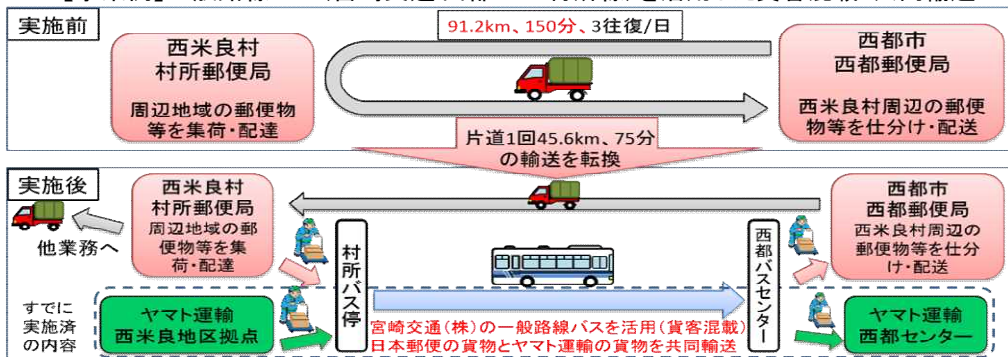 実施前
西米良村
村所郵便局
周辺地域の郵便物
等を集荷・配達
91.2km、150分、3往復/日
西都市
西都郵便局
西米良村周辺の郵便
物等を仕分け・配送
片道1回45.6km、75分
の輸送を転換
実施後
他業務へ
西米良村
村所郵便局
周辺地域の郵
便物等を集
荷・配達
村所バス停
西都バスセンター
西都市
西都郵便局
西米良村周辺の
郵便物等を仕分
け・配送
すでに
実施済
の内容
ヤマト運輸
西米良地区拠点
宮崎交通(株)の一般路線バスを活用(貨客混載)
日本郵便の貨物とヤマト運輸の貨物を共同輸送
ヤマト運輸
西都センター